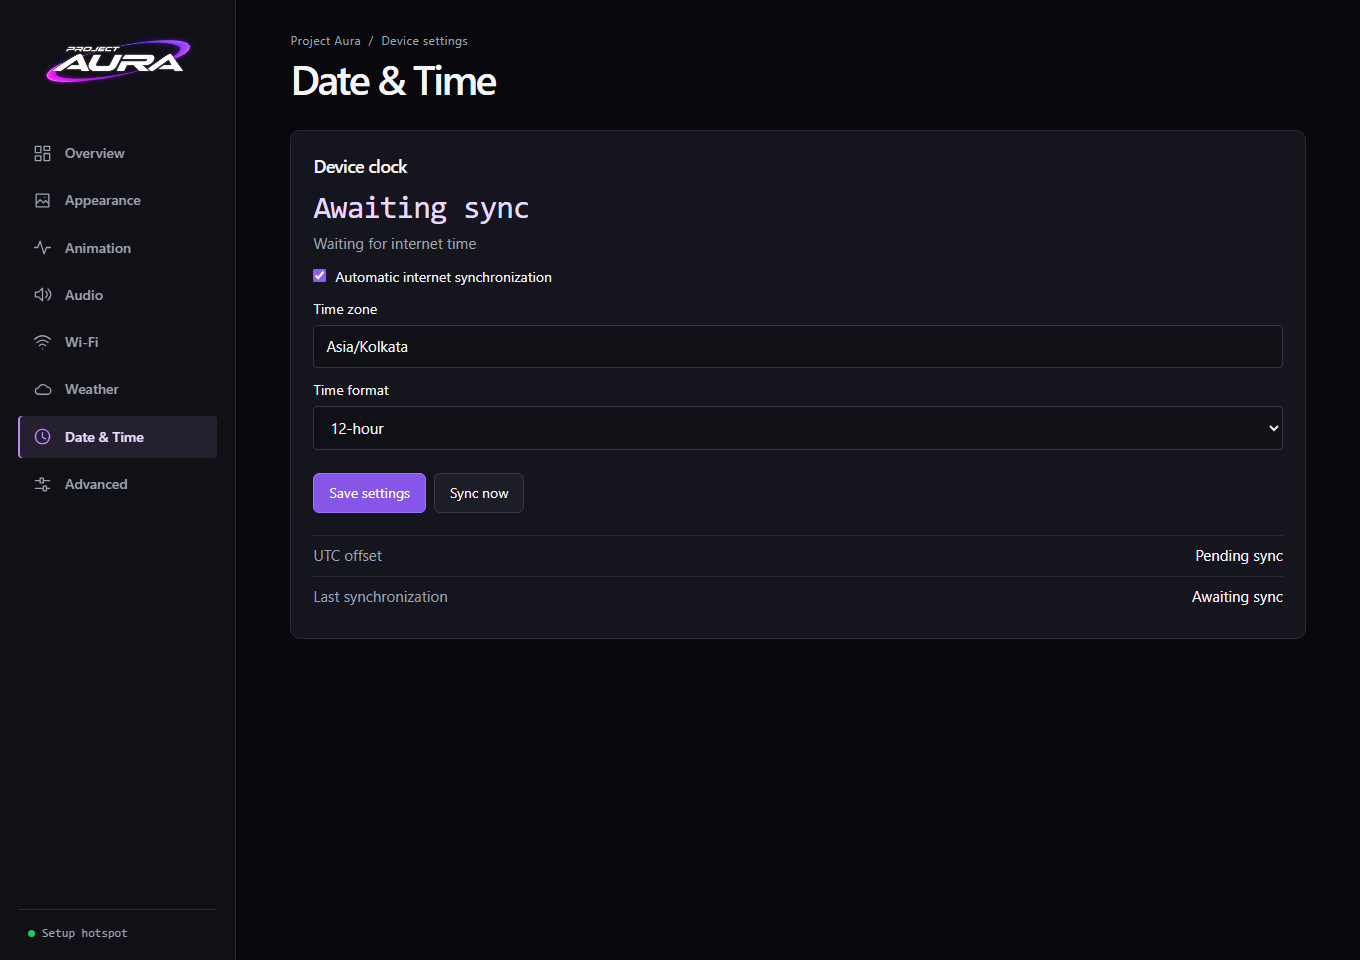 PROJECT
AURA
Overview
Appearance
Animation
Audio
Wi-Fi
Weather
Date & Time
Advanced
Setup hotspot
Project Aura / Device settings
Date & Time
Device clock
Awaiting sync
Waiting for internet time
Automatic internet synchronization
Time zone
Asia/Kolkata
Time format
12-hour
Save settings Sync now
UTC offset Pending sync
Last synchronization Awaiting sync